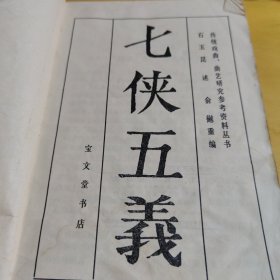 传统戏曲、曲艺研究参考资料丛书
石玉昆述 俞樾重编
七侠五義
宝文堂书店